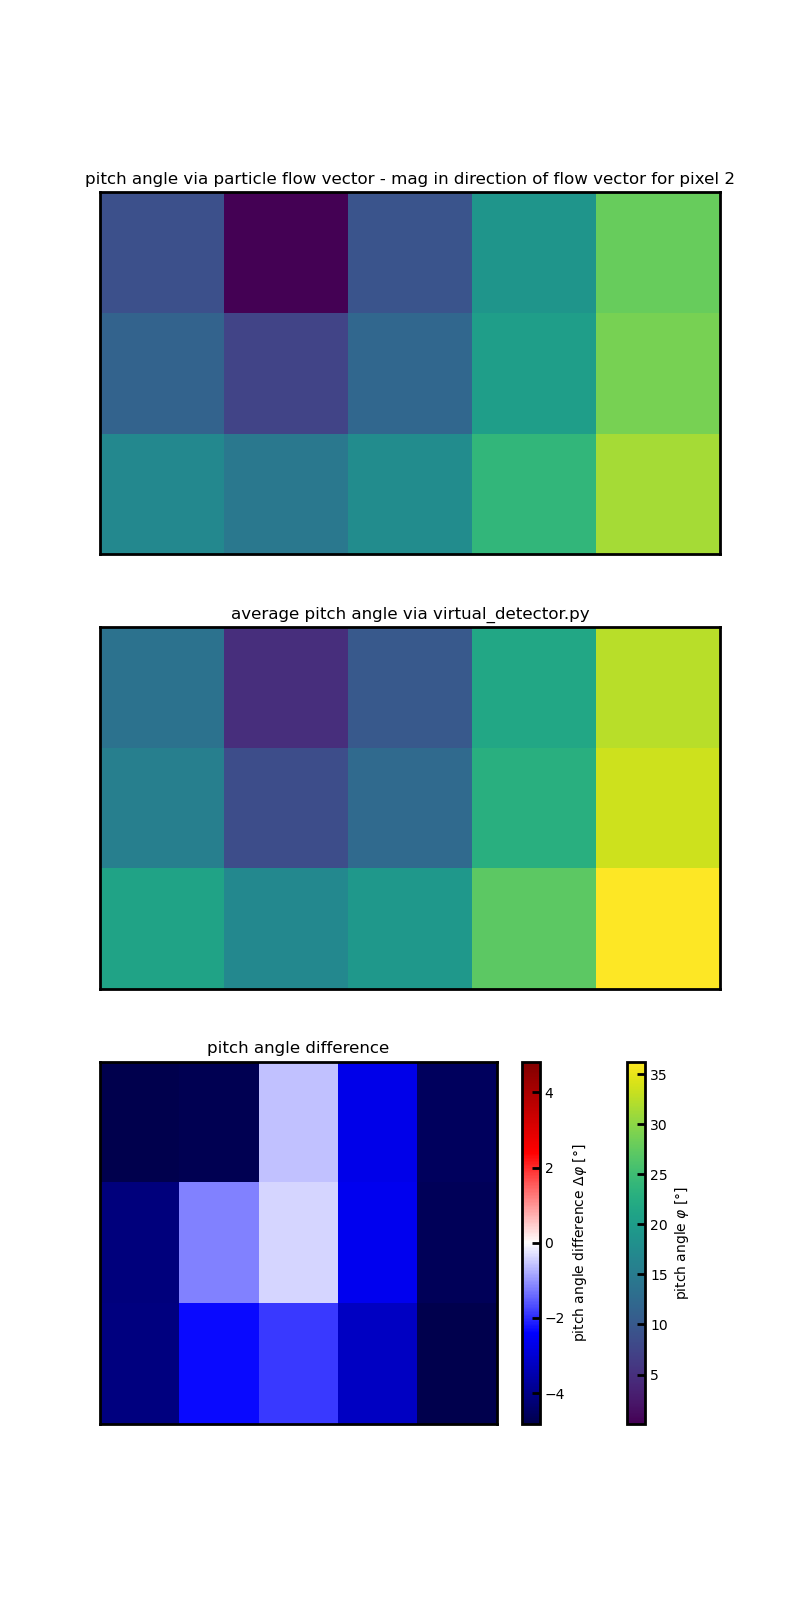 pitch angle via particle flow vector - mag in direction of flow vector for pixel 2
average pitch angle via virtual_detector.py
pitch angle difference
4
2
0
−2
−4
pitch angle difference Δφ [°]
35
30
25
20
15
10
5
pitch angle φ [°]